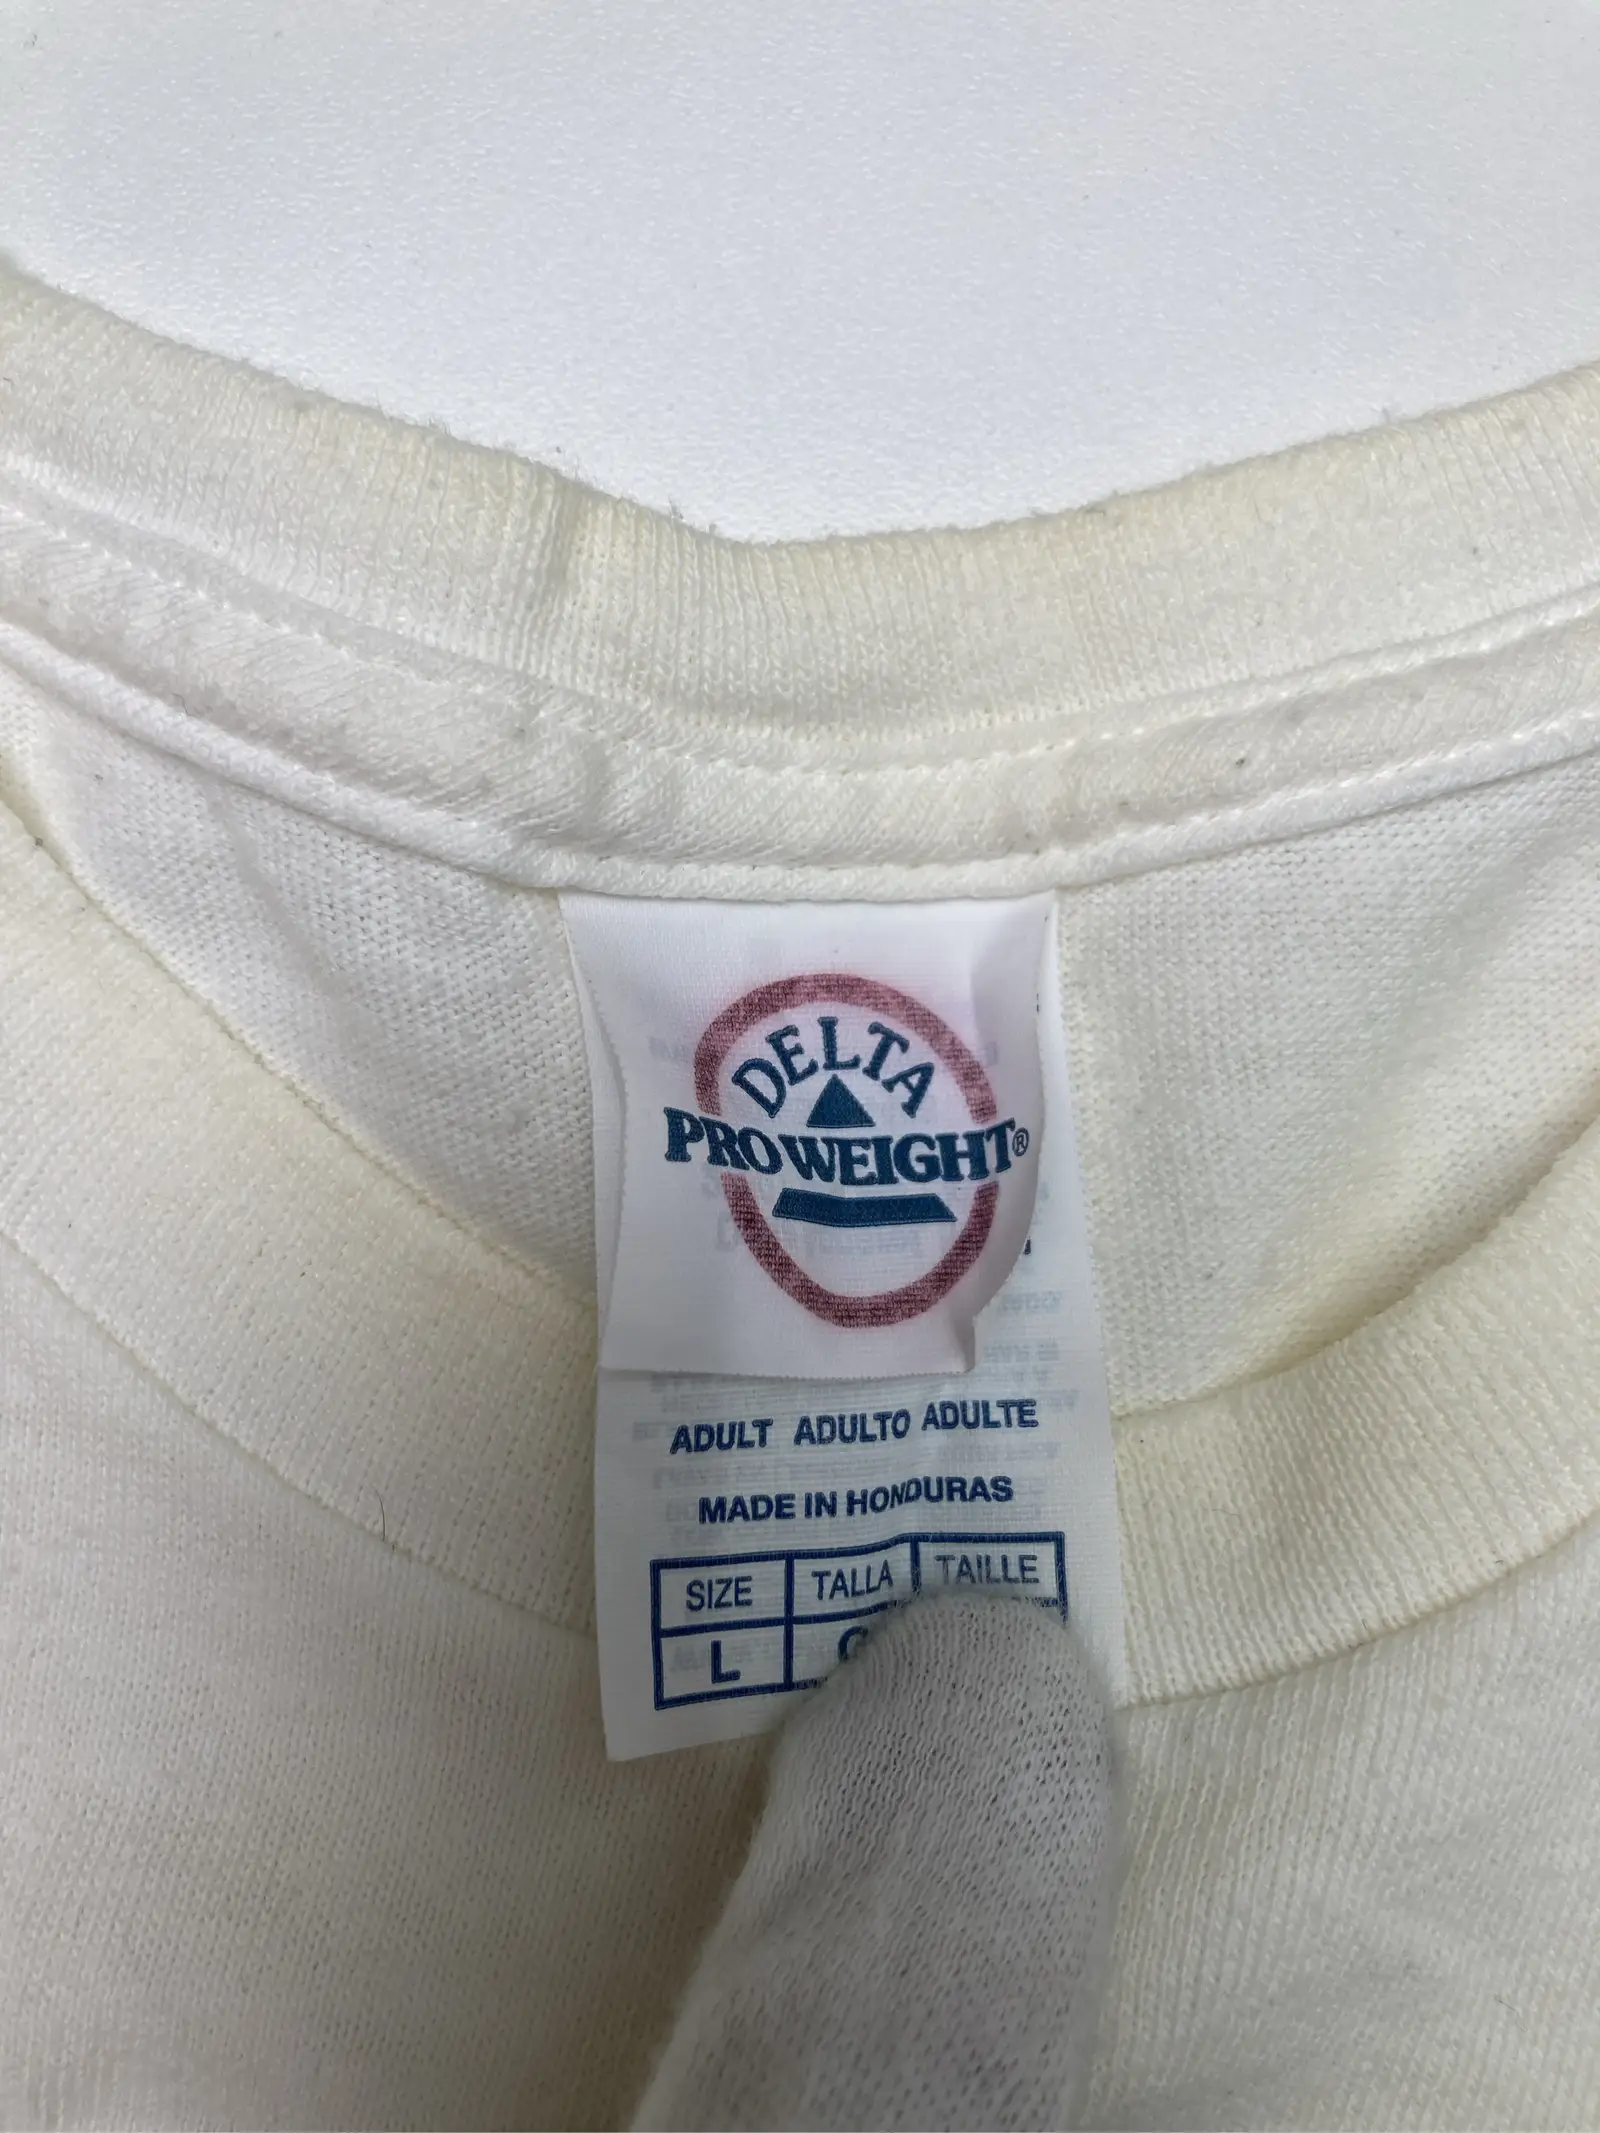 DELTA
PROWEIGHT®
ADULT ADULTO ADULTE
MADE IN HONDURAS
SIZE TALLA TAILLE
L G